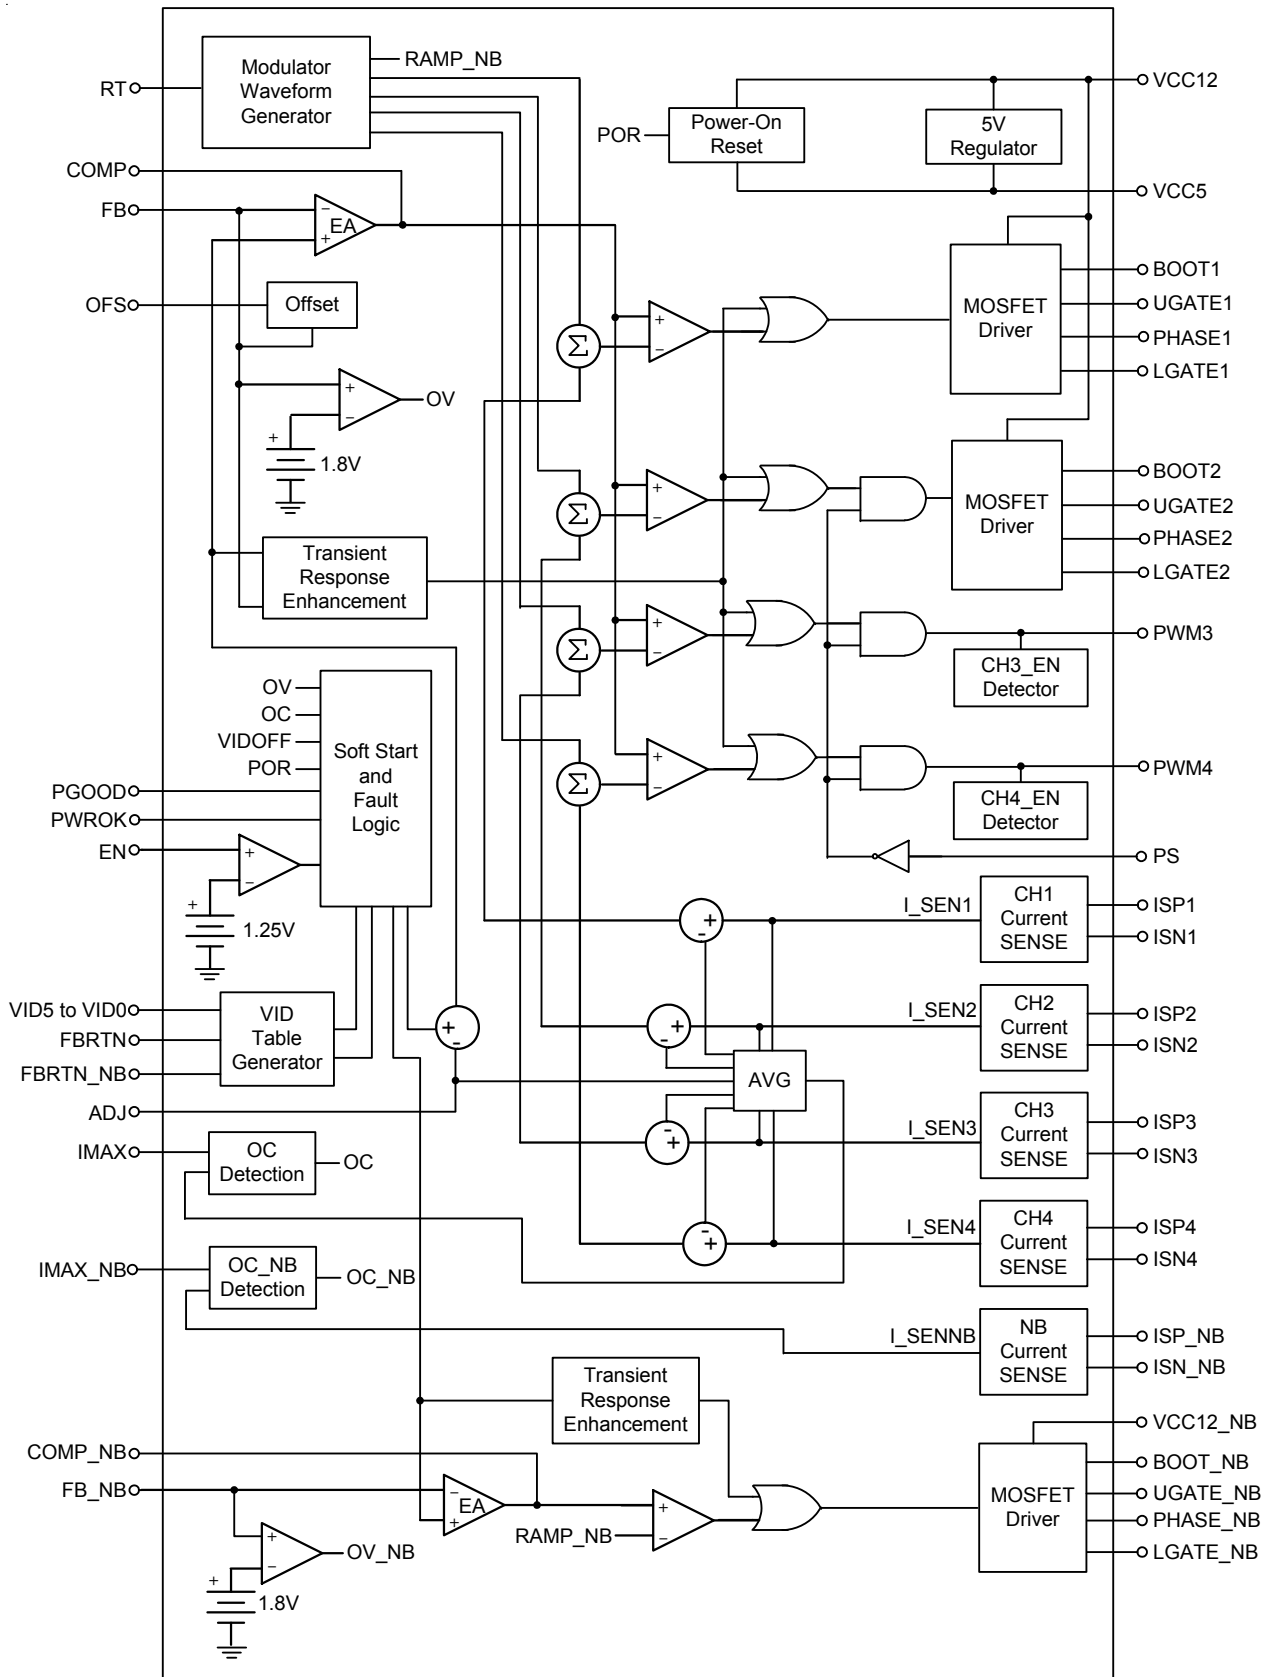 RT
Modulator
Waveform
Generator
RAMP_NB
VCC12
POR
Power-On
Reset
5V
Regulator
COMP
VCC5
FB
−
EA
+
BOOT1
OFS
Offset
MOSFET
Driver
UGATE1
PHASE1
LGATE1
Σ
+
−
+
−
OV
+
1.8V
BOOT2
Σ
+
−
MOSFET
Driver
UGATE2
PHASE2
LGATE2
Transient
Response
Enhancement
Σ
+
−
PWM3
CH3_EN
Detector
OV
OC
VIDOFF
POR
PGOOD
PWROK
Soft Start
and
Fault
Logic
Σ
+
−
PWM4
CH4_EN
Detector
EN
+
−
PS
+
1.25V
+
-
I_SEN1
CH1
Current
SENSE
ISP1
ISN1
VID5 to VID0
FBRTN
FBRTN_NB
VID
Table
Generator
+
-
+
-
I_SEN2
CH2
Current
SENSE
ISP2
ISN2
AVG
ADJ
IMAX
OC
Detection
OC
-
+
I_SEN3
CH3
Current
SENSE
ISP3
ISN3
-
+
I_SEN4
CH4
Current
SENSE
ISP4
ISN4
IMAX_NB
OC_NB
Detection
OC_NB
I_SENNB
NB
Current
SENSE
ISP_NB
ISN_NB
Transient
Response
Enhancement
VCC12_NB
COMP_NB
FB_NB
−
EA
+
+
−
RAMP_NB
MOSFET
Driver
BOOT_NB
UGATE_NB
PHASE_NB
LGATE_NB
+
−
OV_NB
+
1.8V